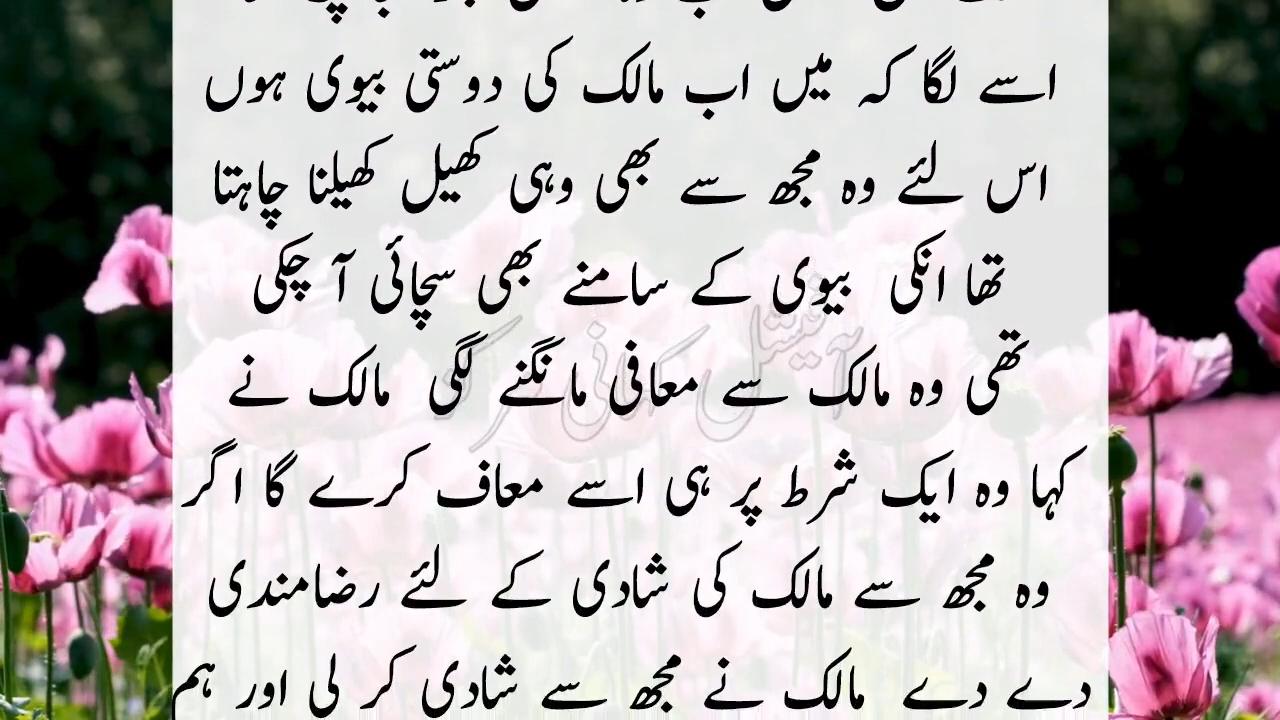 اسے لگا کہ میں اب مالک کی دوستی بیوی ہوں
اس لئے وہ مجھ سے بھی وہی کھیل کھیلنا چاہتا
تھا انکی بیوی کے سامنے بھی سچائی آ چکی
تھی وہ مالک سے معافی مانگنے لگی مالک نے
کہا وہ ایک شرط پر ہی اسے معاف کرے گا اگر
وہ مجھ سے مالک کی شادی کے لئے رضامندی
دے دے مالک نے مجھ سے شادی کر لی اور ہم